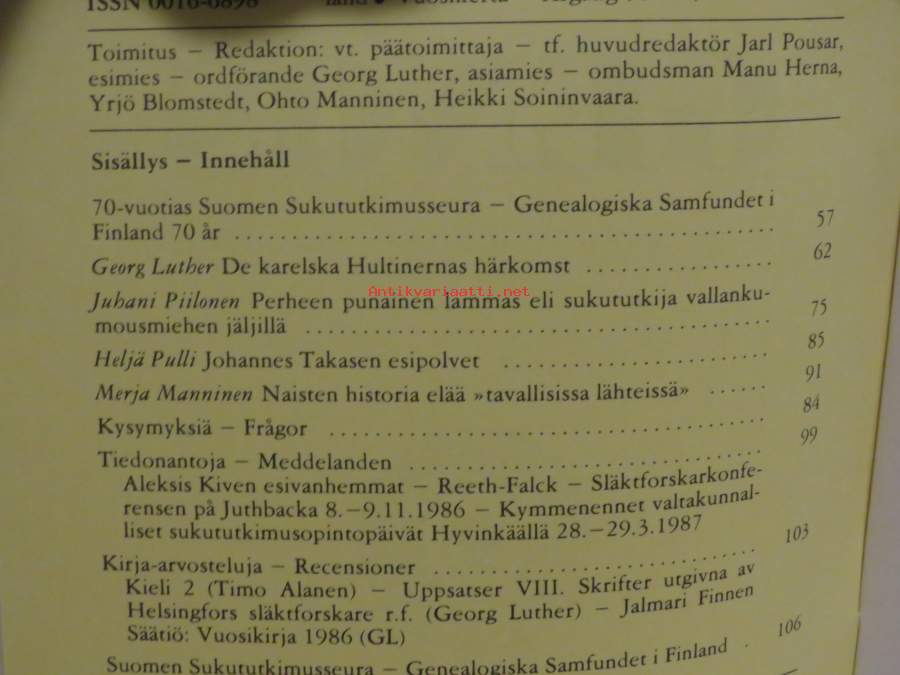 ISSN 0016-6898
Toimitus – Redaktion: vt. päätoimittaja – tf. huvudredaktör Jarl Pousar,
esimies – ordförande Georg Luther, asiamies – ombudsman Manu Herna,
Yrjö Blomstedt, Ohto Manninen, Heikki Soininvaara.
Sisällys – Innehåll
70-vuotias Suomen Sukututkimusseura – Genealogiska Samfundet i
Finland 70 år .......... 57
Georg Luther De karelska Hultinernas härkomst .......... 62
Antikvariaatti.net
Juhani Piilonen Perheen punainen lammas eli sukututkija vallanku-
mousmiehen jäljillä .......... 75
Heljä Pulli Johannes Takasen esipolvet .......... 85
Merja Manninen Naisten historia elää »tavallisissa lähteissä» ...... 91
Kysymyksiä – Frågor .......... 84
Tiedonantoja – Meddelanden .......... 99
Aleksis Kiven esivanhemmat – Reeth-Falck – Släktforskarkonfe-
rensen på Juthbacka 8.–9.11.1986 – Kymmenennet valtakunnal-
liset sukututkimusopintopäivät Hyvinkäällä 28.–29.3.1987
Kirja-arvosteluja – Recensioner .......... 103
Kieli 2 (Timo Alanen) – Uppsatser VIII. Skrifter utgivna av
Helsingfors släktforskare r.f. (Georg Luther) – Jalmari Finnen
Säätiö: Vuosikirja 1986 (GL)
Suomen Sukututkimusseura – Genealogiska Samfundet i Finland . 106